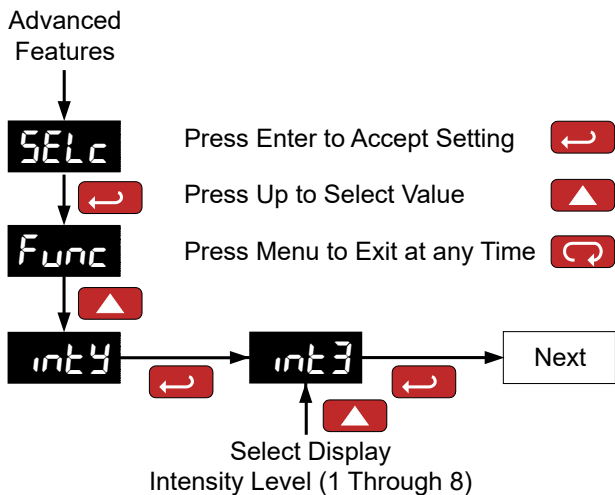 Advanced
Features
SELc
Press Enter to Accept Setting
Press Up to Select Value
Func
Press Menu to Exit at any Time
intY
int3
Next
Select Display
Intensity Level (1 Through 8)